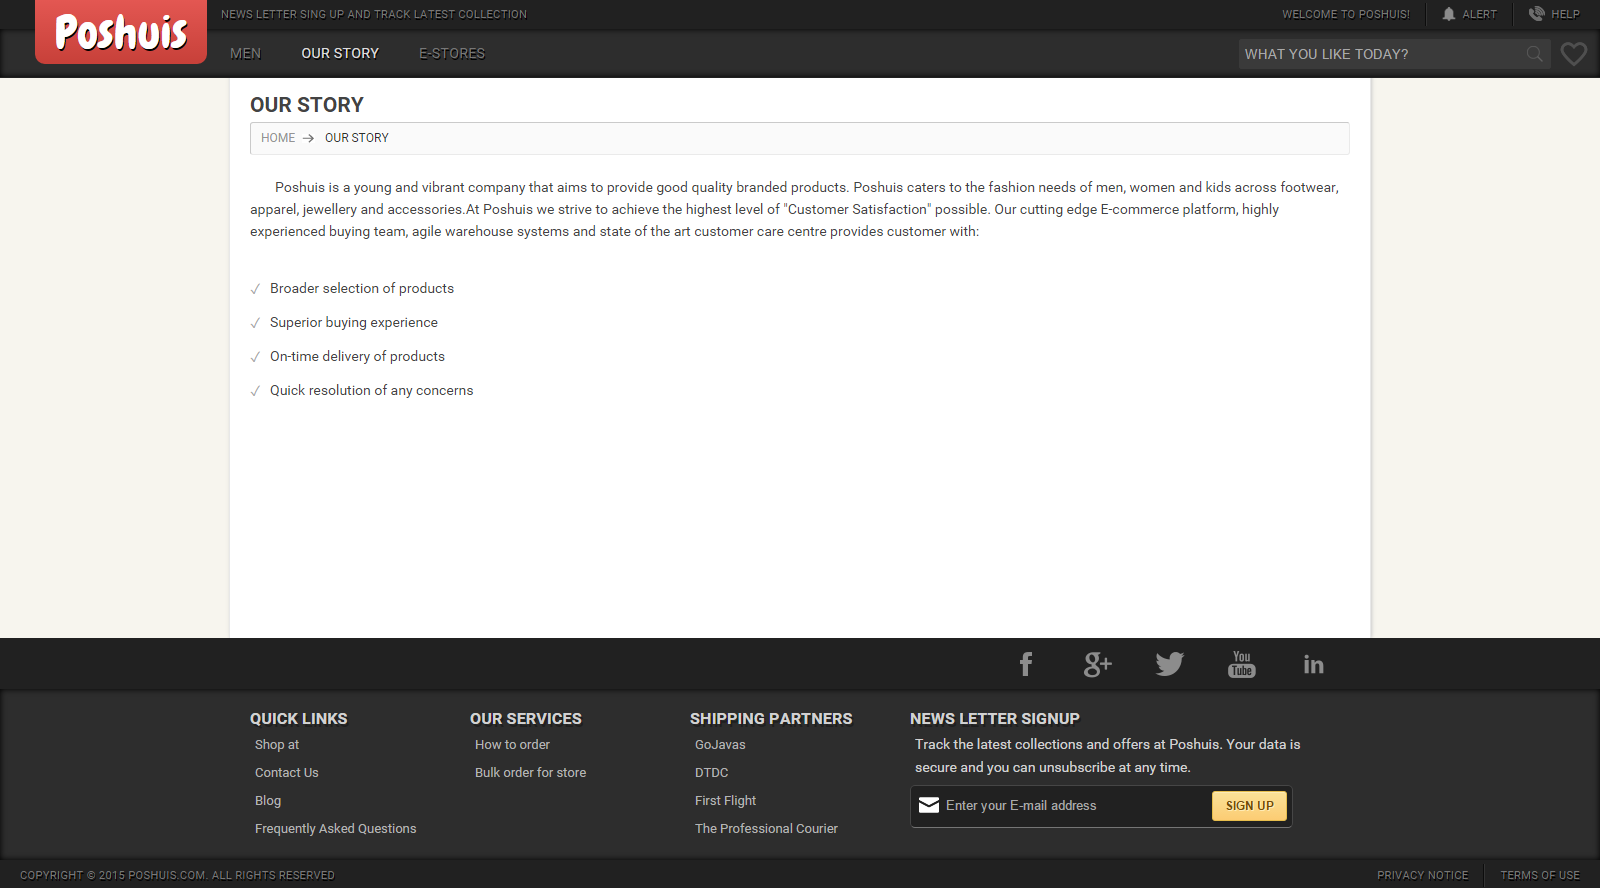 Poshuis
NEWS LETTER SING UP AND TRACK LATEST COLLECTION
WELCOME TO POSHUIS!
ALERT
HELP
MEN
OUR STORY
E-STORES
WHAT YOU LIKE TODAY?
OUR STORY
HOME
OUR STORY
Poshuis is a young and vibrant company that aims to provide good quality branded products. Poshuis caters to the fashion needs of men, women and kids across footwear,
apparel, jewellery and accessories.At Poshuis we strive to achieve the highest level of "Customer Satisfaction" possible. Our cutting edge E-commerce platform, highly
experienced buying team, agile warehouse systems and state of the art customer care centre provides customer with:
Broader selection of products
Superior buying experience
On-time delivery of products
Quick resolution of any concerns
You
Tube
QUICK LINKS
Shop at
Contact Us
Blog
Frequently Asked Questions
OUR SERVICES
How to order
Bulk order for store
SHIPPING PARTNERS
GoJavas
DTDC
First Flight
The Professional Courier
NEWS LETTER SIGNUP
Track the latest collections and offers at Poshuis. Your data is
secure and you can unsubscribe at any time.
Enter your E-mail address
SIGN UP
COPYRIGHT © 2015 POSHUIS.COM. ALL RIGHTS RESERVED
PRIVACY NOTICE
TERMS OF USE